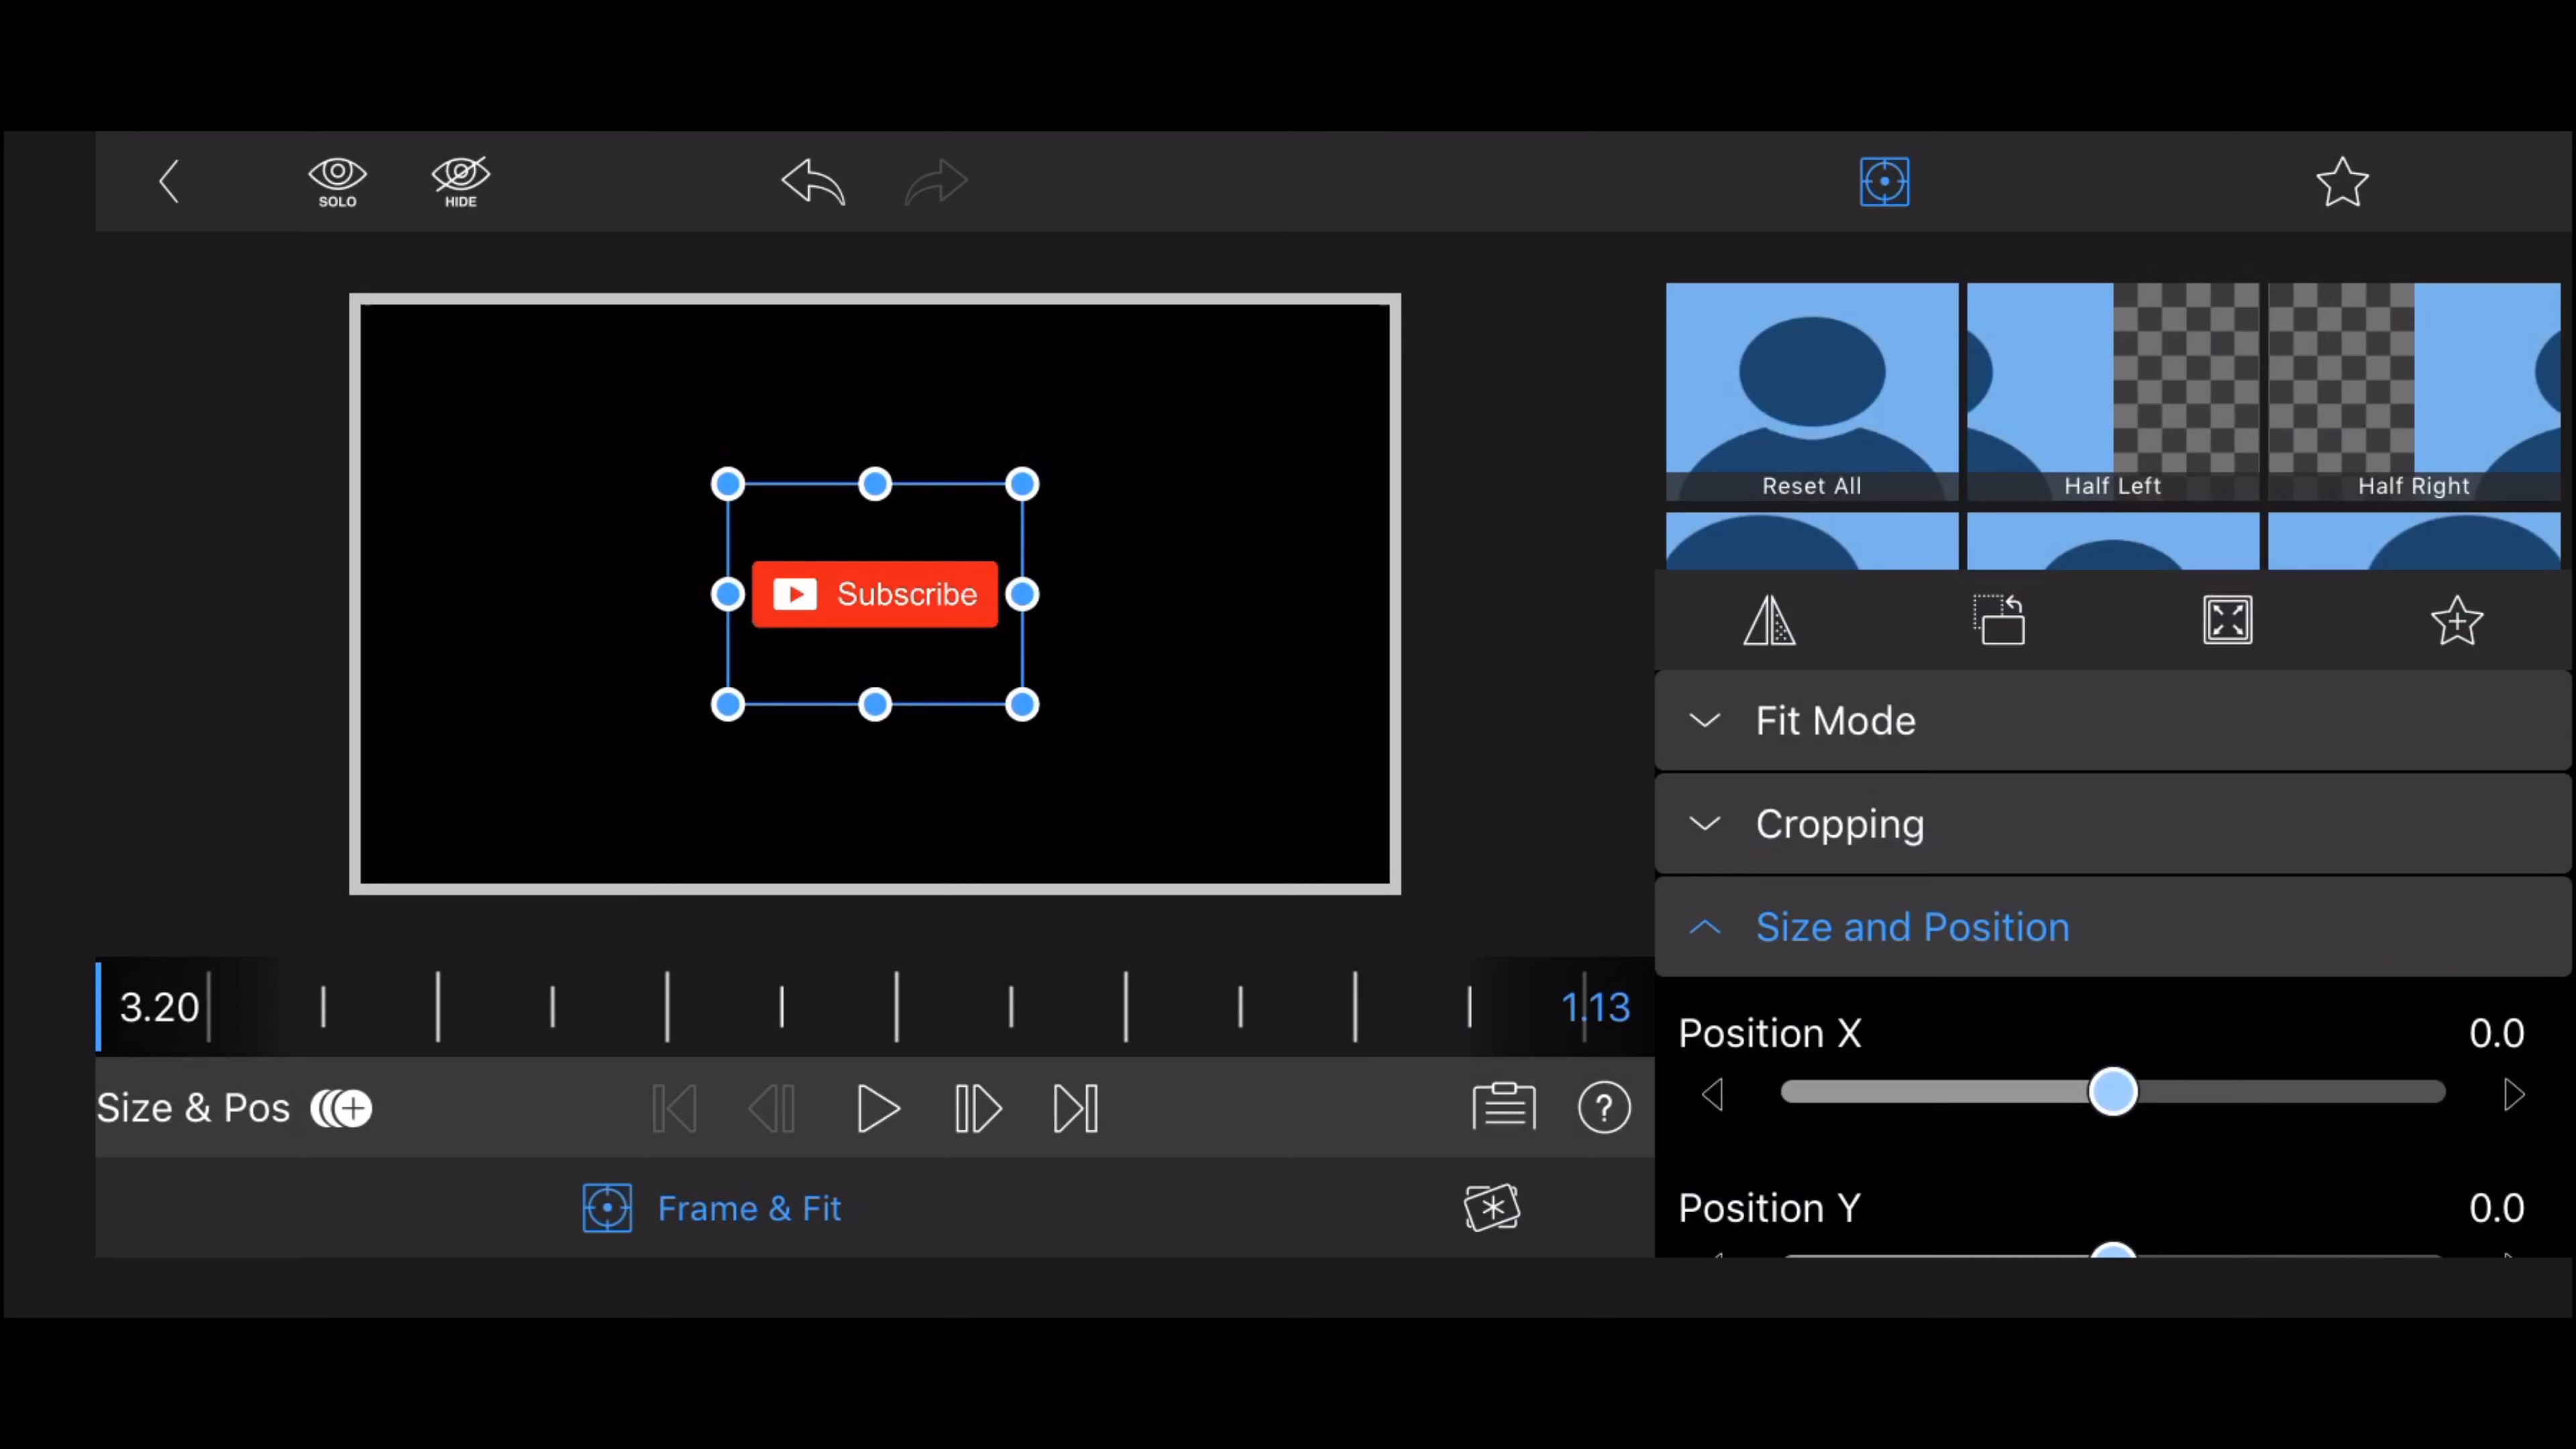 SOLO
HIDE
Reset All
Half Left
Half Right
Subscribe
Fit Mode
Cropping
Size and Position
3.20
1.13
Position X
0.0
Size & Pos
?
Position Y
0.0
Frame & Fit